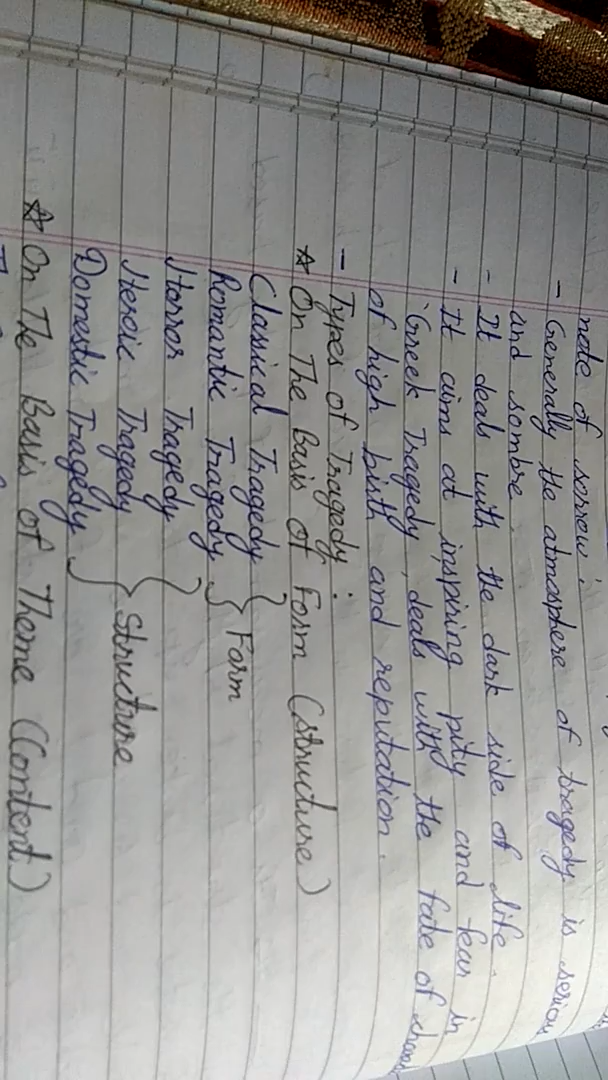 note of sorrow.
- Generally the atmosphere of tragedy is serious
and sombre.
- It deals with the dark side of life.
- It aims at inspiring pity and fear in
Greek Tragedy, deals with the fate of
of high birth and reputation.
- Types of Tragedy:
☆ On The Basis of Form (Structure)
Classical Tragedy
Romantic Tragedy } Form
Horror Tragedy
Heroic Tragedy } Structure
Domestic Tragedy
☆ On The Basis of Theme (Content)